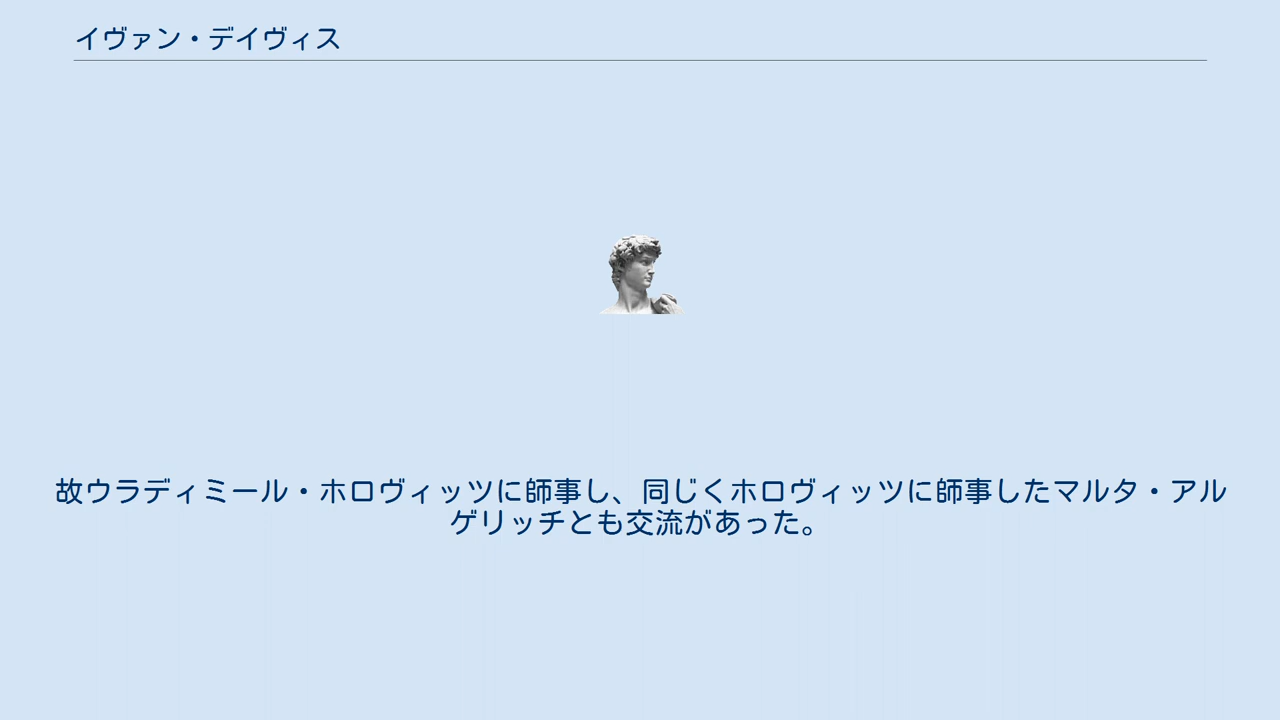 イヴァン・デイヴィス
故ウラディミール・ホロヴィッツに師事し、同じくホロヴィッツに師事したマルタ・アル
ゲリッチとも交流があった。